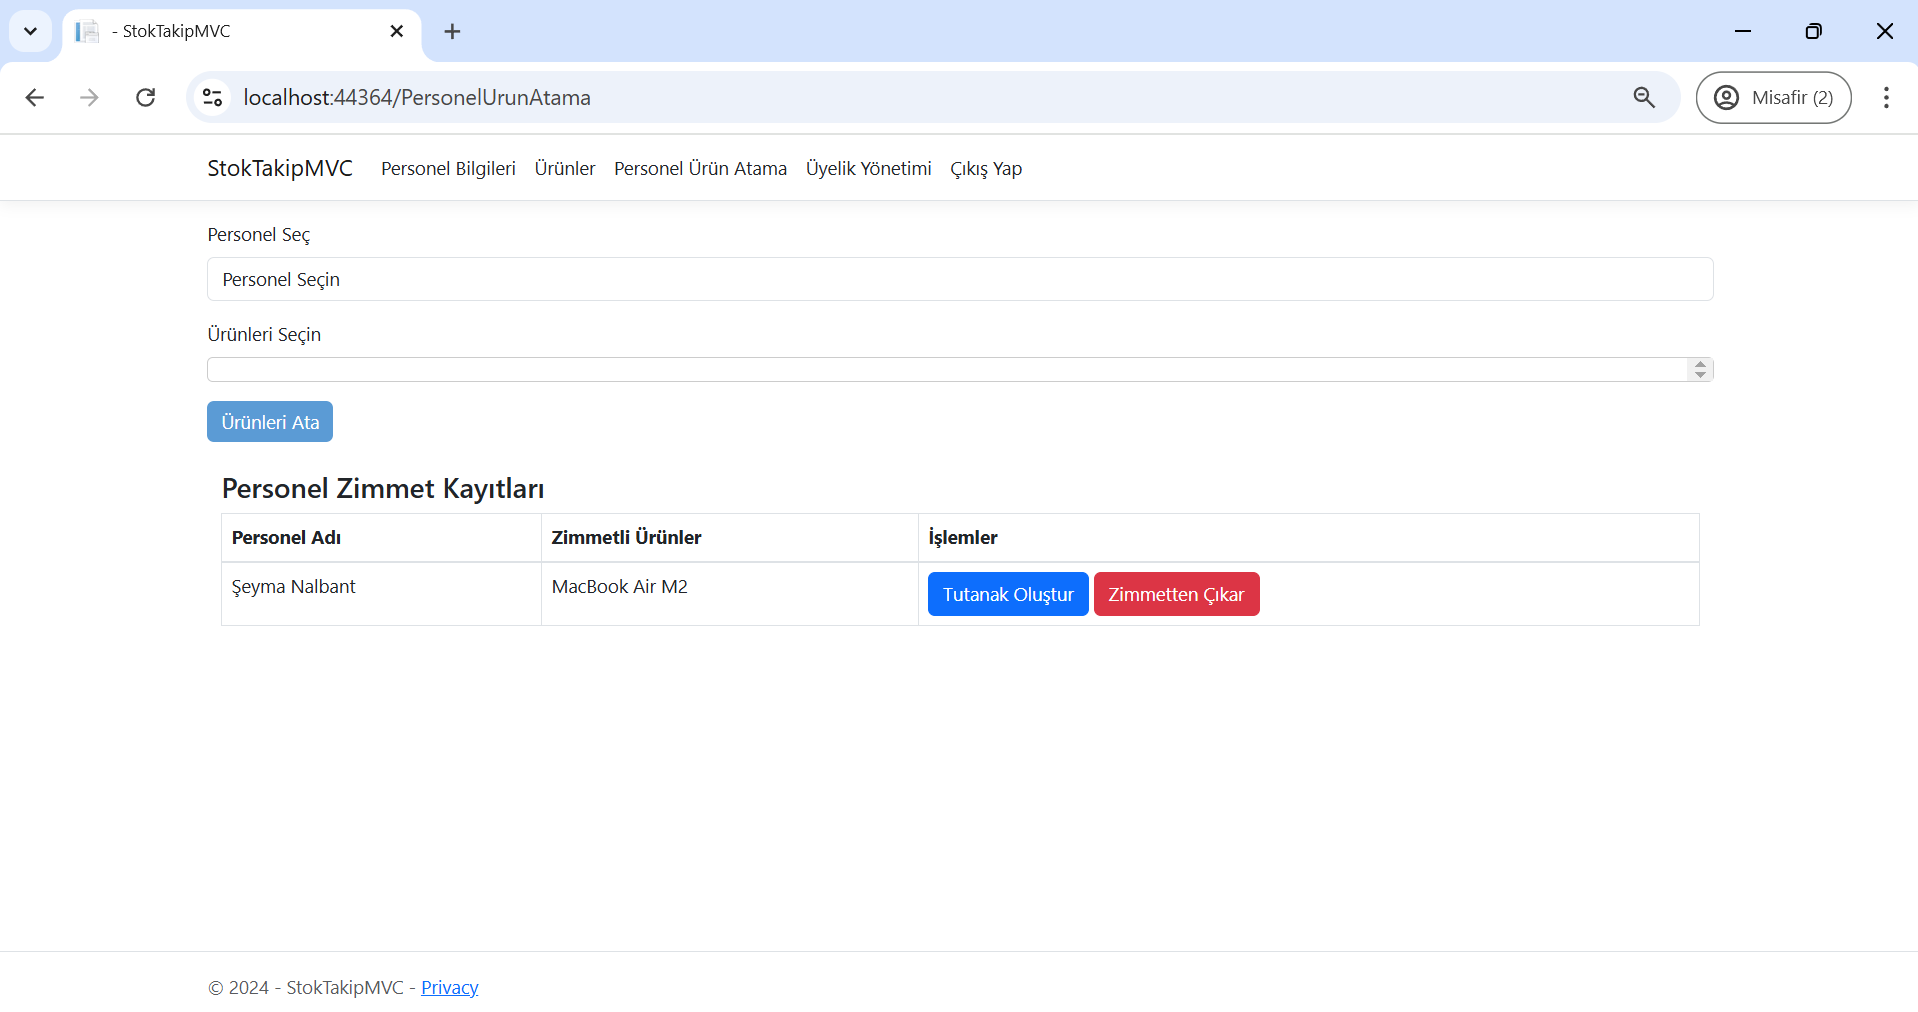 - StokTakipMVC
localhost:44364/PersonelUrunAtama
Misafir (2)
StokTakipMVC Personel Bilgileri Ürünler Personel Ürün Atama Üyelik Yönetimi Çıkış Yap
Personel Seç
Personel Seçin
Ürünleri Seçin
Ürünleri Ata
Personel Zimmet Kayıtları
Personel Adı Zimmetli Ürünler İşlemler
Şeyma Nalbant MacBook Air M2 Tutanak Oluştur Zimmetten Çıkar
© 2024 - StokTakipMVC - Privacy